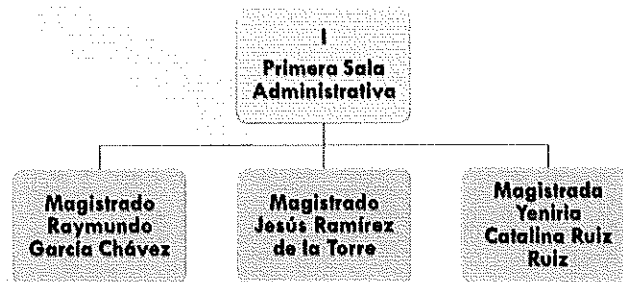 I
Primera Sala
Administrativa
Magistrado
Raymundo
García Chávez
Magistrado
Jesús Ramírez
de la Torre
Magistrada
Yeniria
Catalina Ruiz
Ruiz